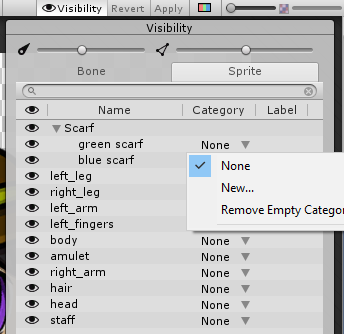 Visibility Revert Apply
Visibility
Bone Sprite
Name Category Label
Scarf
green scarf None
blue scarf
None
left_leg
New...
right_leg
Remove Empty Categor
left_arm
left_fingers
body None
amulet None
right_arm None
hair None
head None
staff None